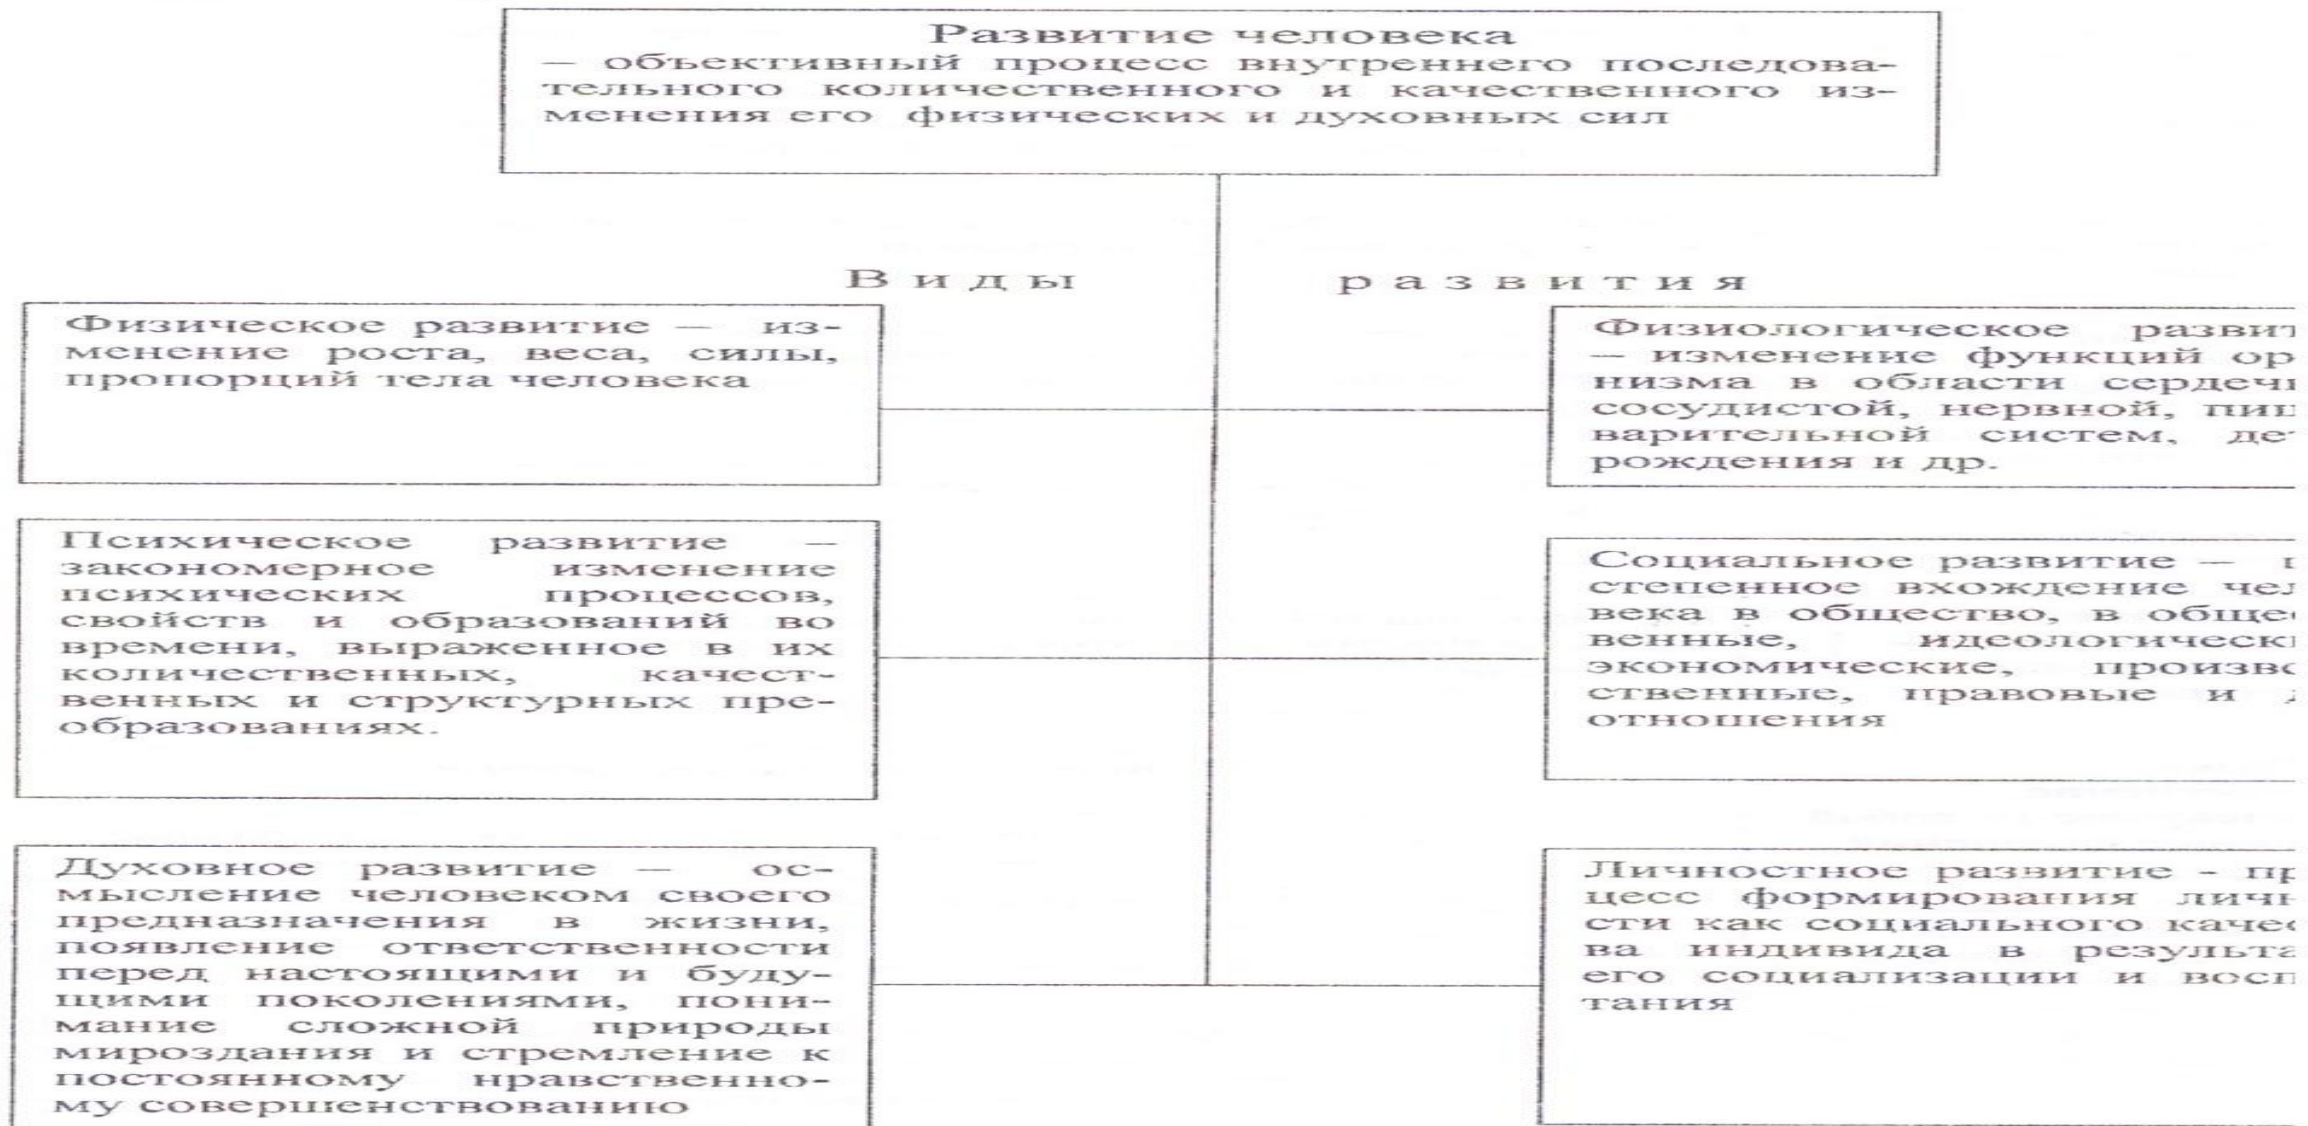 Развитие человека
– объективный процесс внутреннего последова-
тельного количественного и качественного из-
менения его физических и духовных сил
Виды развития
Физическое развитие – из-
менение роста, веса, силы,
пропорций тела человека
Физиологическое
– изменение функций
низма в области
сосудистой, нервной,
варительной систем,
рождения и др.
Психическое развитие –
закономерное изменение
психических процессов,
свойств и образований во
времени, выраженное в их
количественных, качест-
венных и структурных пре-
образованиях.
Социальное развитие –
степенное вхождение
века в общество, в
венные,
экономические,
ственные, правовые и
отношения
Духовное развитие – ос-
мысление человеком своего
предназначения в жизни,
появление ответственности
перед настоящими и буду-
щими поколениями, пони-
мание сложной природы
мироздания и стремление к
постоянному нравственно-
му совершенствованию
Личностное развитие -
цесс формирования
сти как социального
ва индивида в
его социализации и
тания